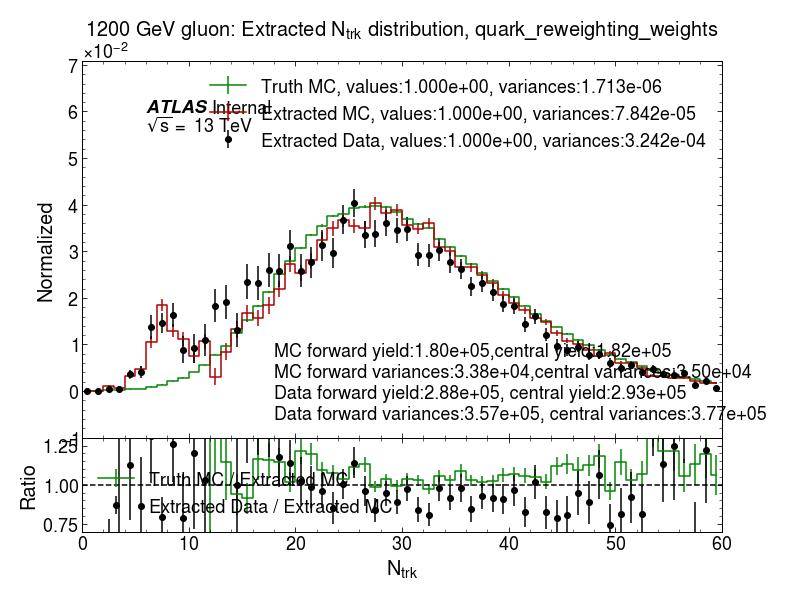 1200 GeV gluon: Extracted Ntrk distribution, quark_reweighting_weights
×10−2
7
Truth MC, values:1.000e+00, variances:1.713e-06
ATLAS Internal
Extracted MC, values:1.000e+00, variances:7.842e-05
√s = 13 TeV
Extracted Data, values:1.000e+00, variances:3.242e-04
6
5
4
3
2
1
0
Normalized
MC forward yield:1.80e+05,central yield:1.82e+05
MC forward variances:3.38e+04,central variances:3.50e+04
Data forward yield:2.88e+05, central yield:2.93e+05
Data forward variances:3.57e+05, central variances:3.77e+05
1.25
1.00
0.75
Ratio
Truth MC / Extracted MC
Extracted Data / Extracted MC
0 10 20 30 40 50 60
Ntrk